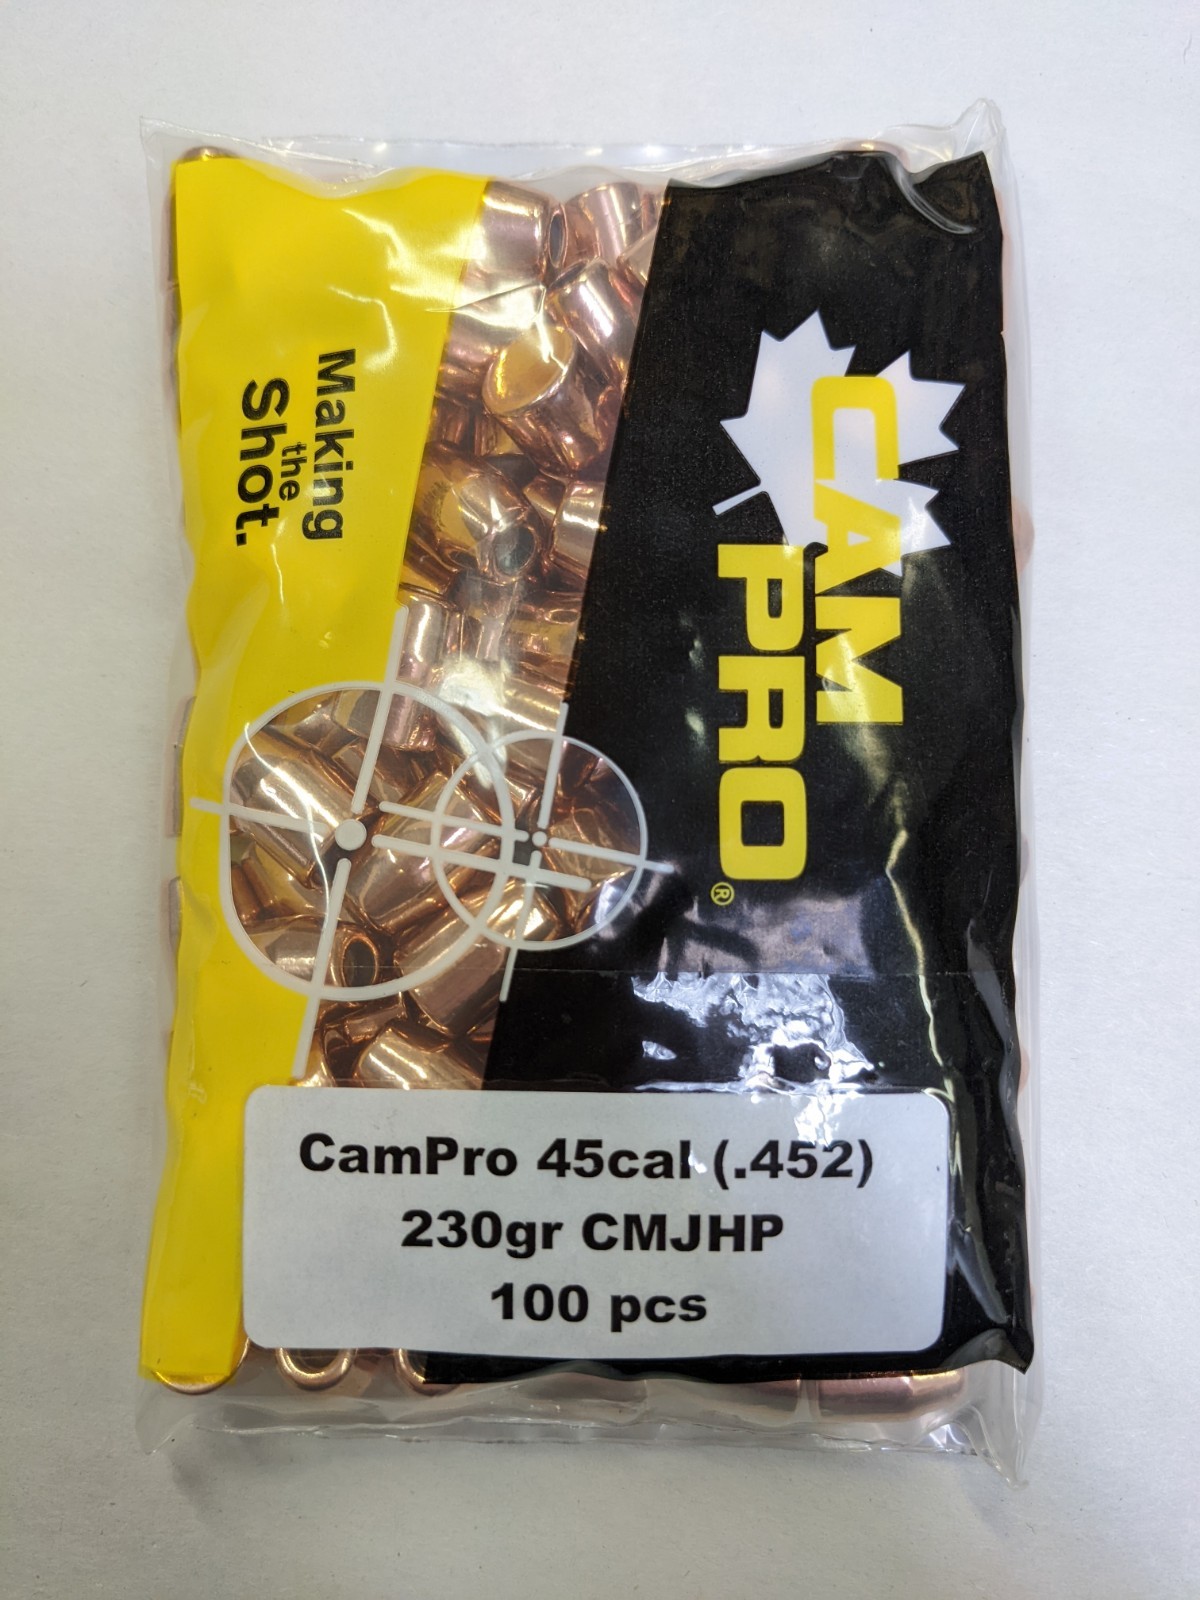 Making
the
Shot.
CAM
PRO®
CamPro 45cal (.452)
230gr CMJHP
100 pcs